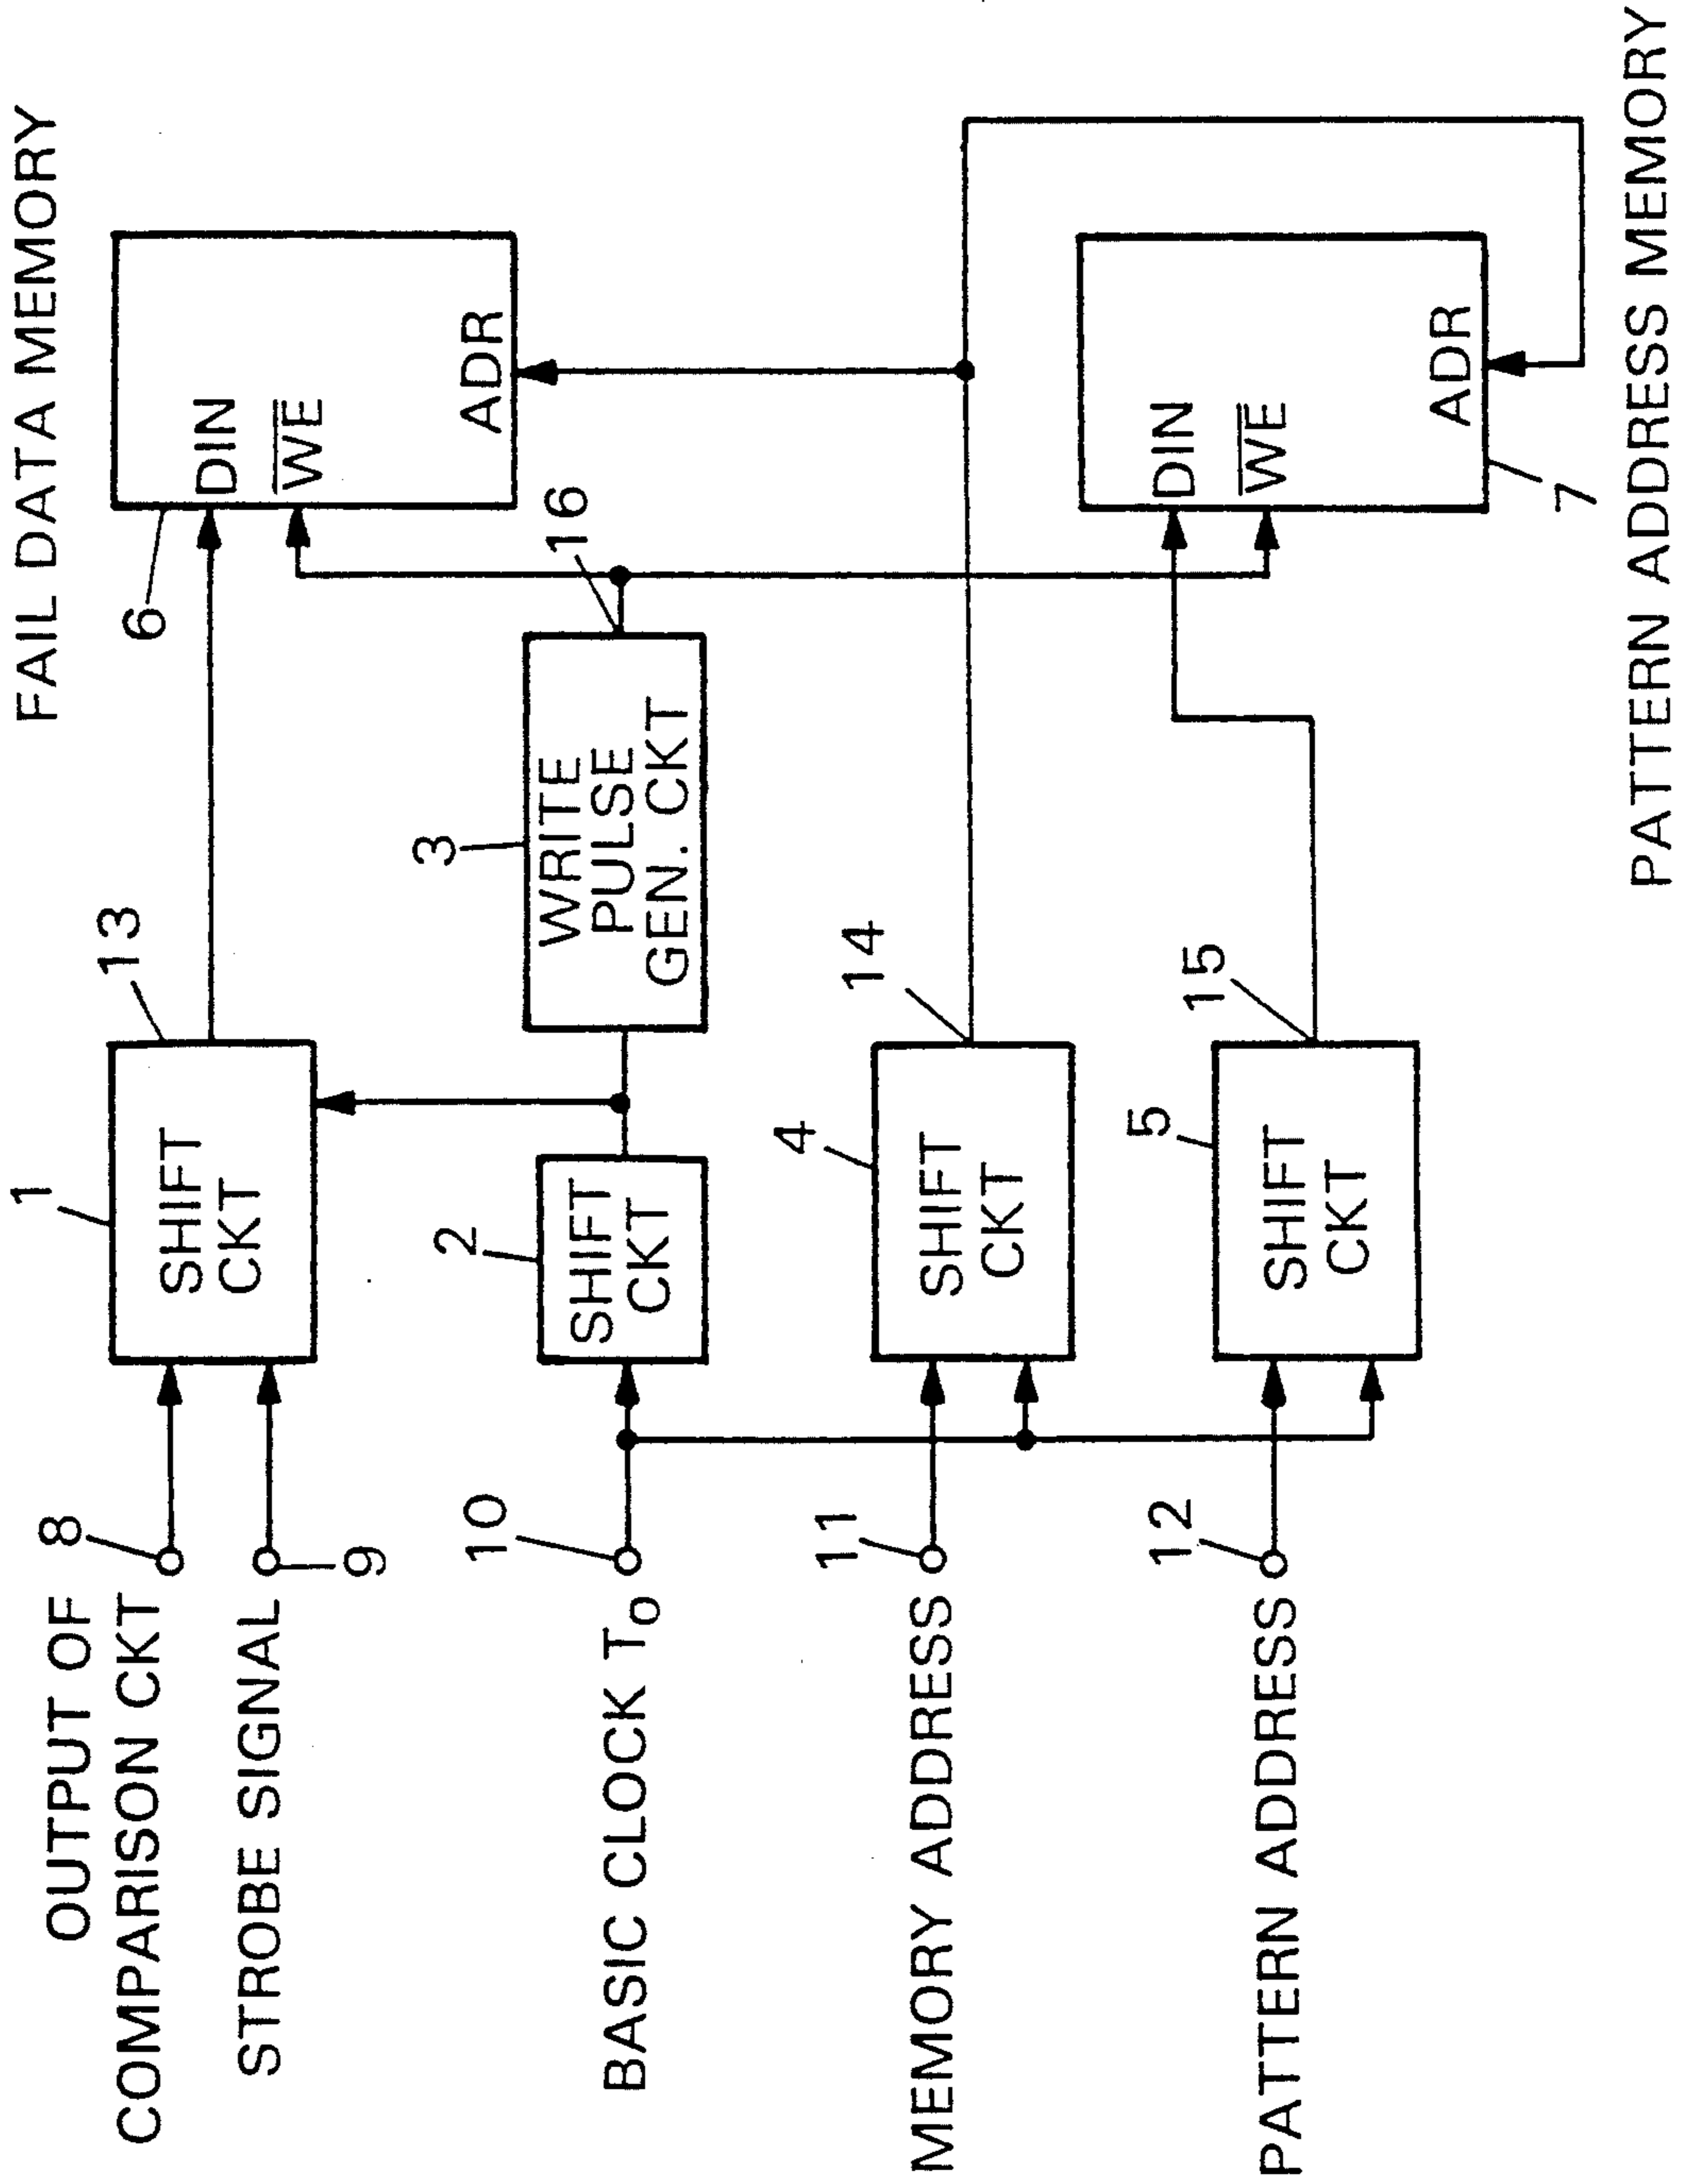 FAIL DATA MEMORY
1
13
6
SHIFT
CKT
DIN
WE
ADR
OUTPUT OF
COMPARISON CKT
8
STROBE SIGNAL
9
2
3
16
SHIFT
CKT
WRITE
PULSE
GEN. CKT
BASIC CLOCK To
10
4
14
SHIFT
CKT
MEMORY ADDRESS
11
5
15
SHIFT
CKT
DIN
WE
ADR
7
PATTERN ADDRESS
12
PATTERN ADDRESS MEMORY